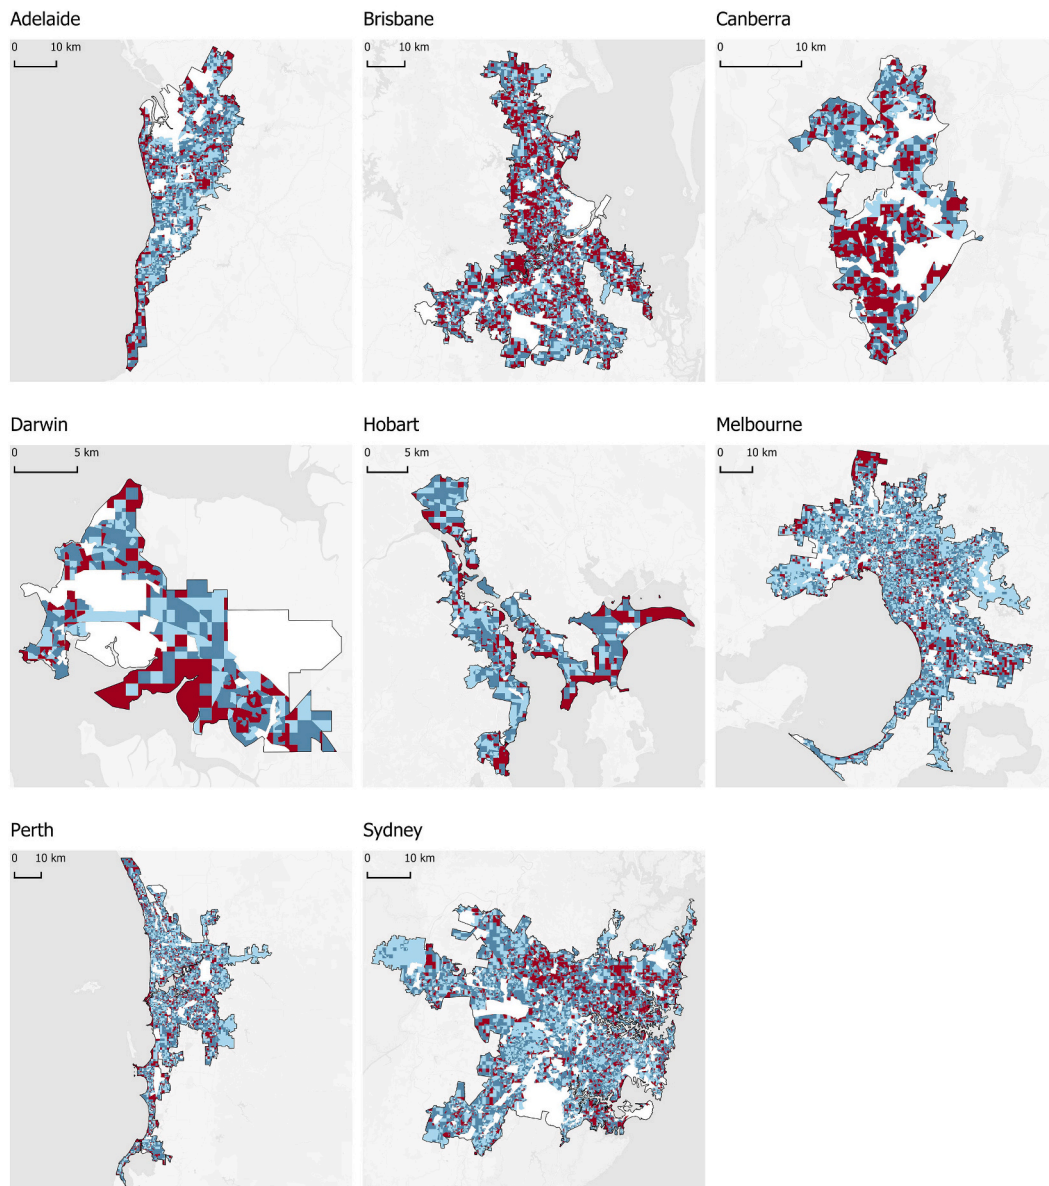 Adelaide Brisbane Canberra
0 10 km 0 10 km 0 10 km
Darwin Hobart Melbourne
0 5 km 0 5 km 0 10 km
Perth Sydney
0 10 km 0 10 km